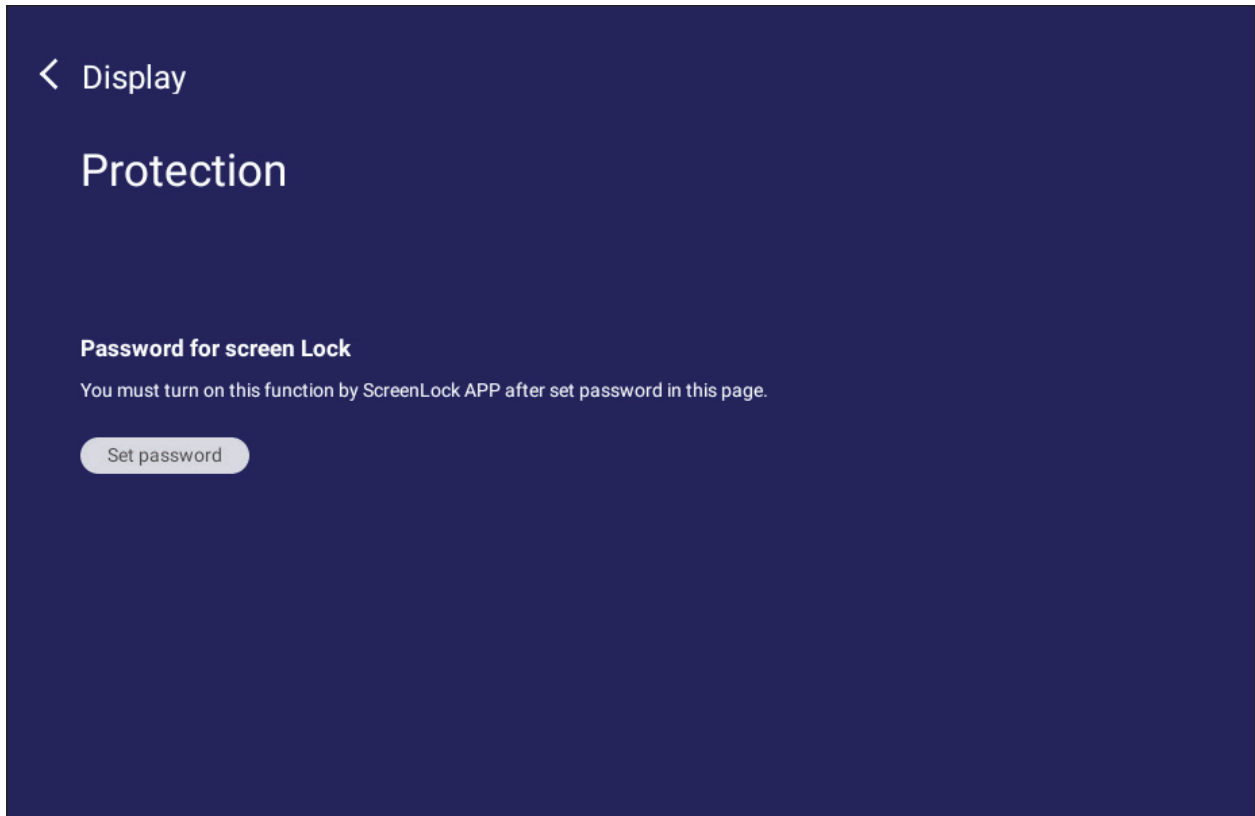 Display
Protection
Password for screen Lock
You must turn on this function by ScreenLock APP after set password in this page.
Set password